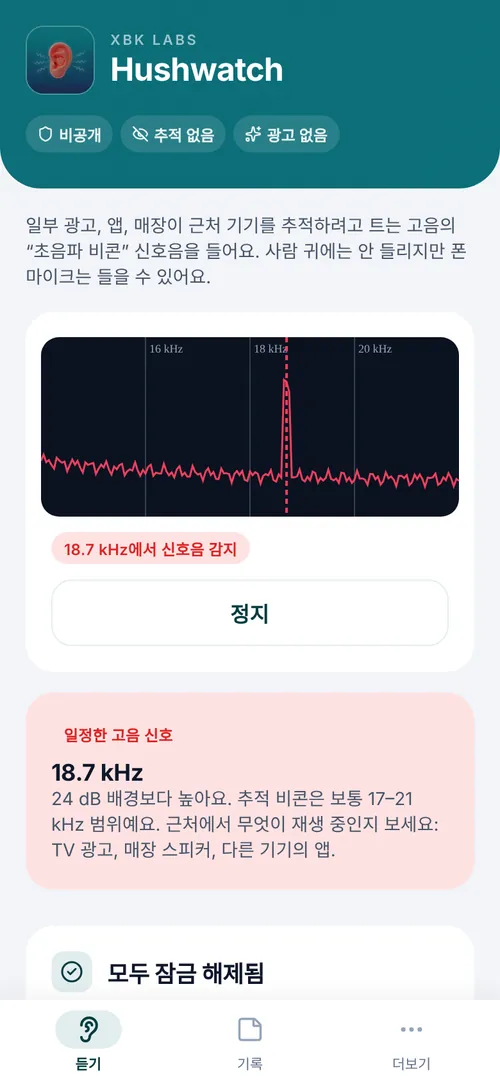 XBK LABS
Hushwatch
비공개
추적 없음
광고 없음
일부 광고, 앱, 매장이 근처 기기를 추적하려고 트는 고음의
“초음파 비콘” 신호음을 들어요. 사람 귀에는 안 들리지만 폰
마이크는 들을 수 있어요.
16 kHz
18 kHz
20 kHz
18.7 kHz에서 신호음 감지
정지
일정한 고음 신호
18.7 kHz
24 dB 배경보다 높아요. 추적 비콘은 보통 17–21
kHz 범위예요. 근처에서 무엇이 재생 중인지 보세요:
TV 광고, 매장 스피커, 다른 기기의 앱.
모두 잠금 해제됨
듣기
기록
더보기